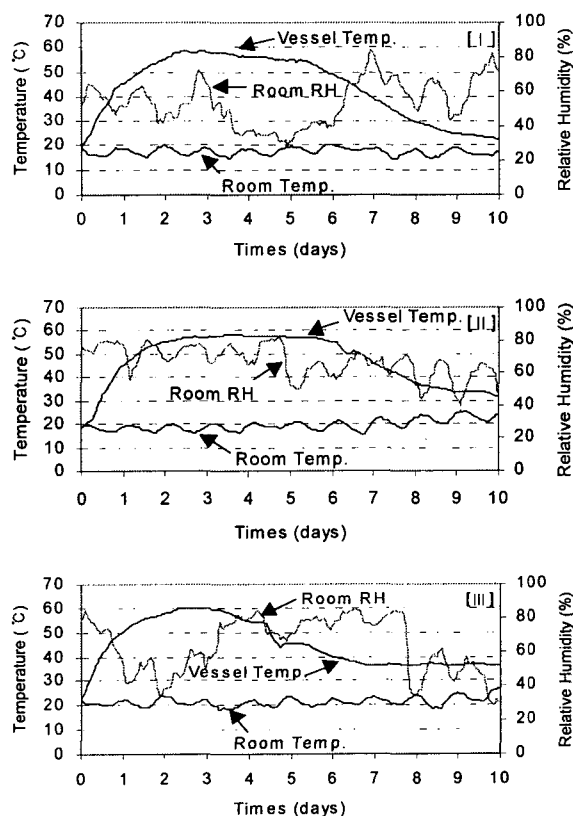 70 100
60 80
50
40 60
30 40
20
10 20
0 0
0 1 2 3 4 5 6 7 8 9 10
Temperature (℃)
Relative Humidity (%)
Vessel Temp.
[I]
Room RH
Room Temp.
Times (days)
70 100
60 80
50
40 60
30 40
20
10 20
0 0
0 1 2 3 4 5 6 7 8 9 10
Temperature (℃)
Relative Humidity (%)
Vessel Temp.
[II]
Room RH
Room Temp.
Times (days)
70 100
60 80
50
40 60
30 40
20
10 20
0 0
0 1 2 3 4 5 6 7 8 9 10
Temperature (℃)
Relative Humidity (%)
Room RH
[III]
Vessel Temp.
Room Temp.
Times (days)